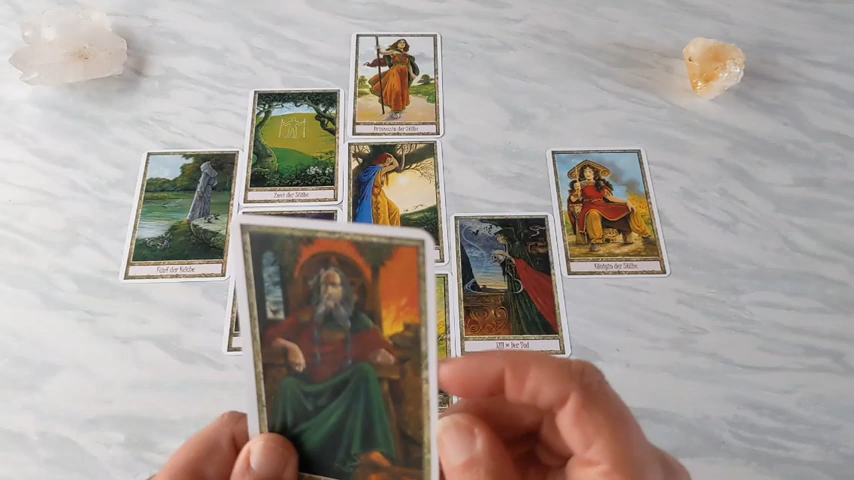 Prinzessin der Stäbe
Zwei der Stäbe
Fünf der Kelche
Königin der Stäbe
XIII ∞ Der Tod